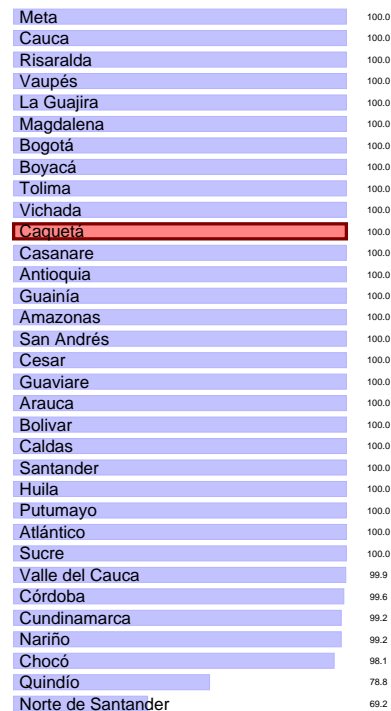 Meta 100.0
Cauca 100.0
Risaralda 100.0
Vaupés 100.0
La Guajira 100.0
Magdalena 100.0
Bogotá 100.0
Boyacá 100.0
Tolima 100.0
Vichada 100.0
Caquetá 100.0
Casanare 100.0
Antioquia 100.0
Guainía 100.0
Amazonas 100.0
San Andrés 100.0
Cesar 100.0
Guaviare 100.0
Arauca 100.0
Bolivar 100.0
Caldas 100.0
Santander 100.0
Huila 100.0
Putumayo 100.0
Atlántico 100.0
Sucre 100.0
Valle del Cauca 99.9
Córdoba 99.6
Cundinamarca 99.2
Nariño 99.2
Chocó 98.1
Quindío 78.8
Norte de Santander 69.2